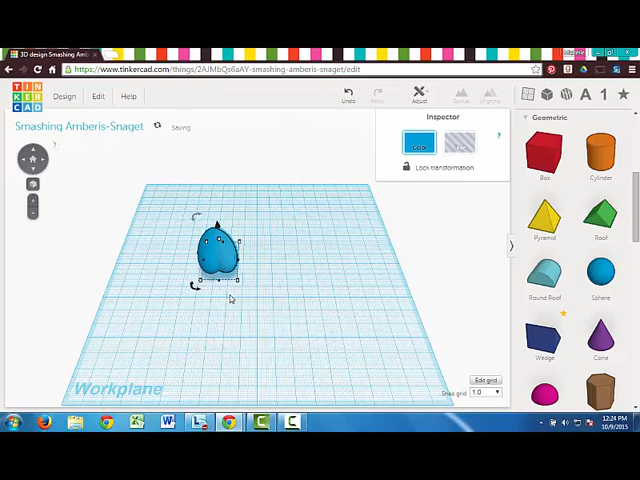 3D design Smashing Amb
https://www.tinkercad.com/things/2AJMbQs6aAY-smashing-amberis-snaget/edit
TIN
KER
CAD
Design
Edit
Help
Undo
Redo
Adjust
Group
Ungroup
Smashing Amberis-Snaget
Saving...
Inspector
Color
Hole
Lock transformation
?
Geometric
Box
Cylinder
Pyramid
Roof
Round Roof
Sphere
Wedge
Cone
Workplane
Edit grid
Snap grid
1.0
12:24 PM
10/9/2015